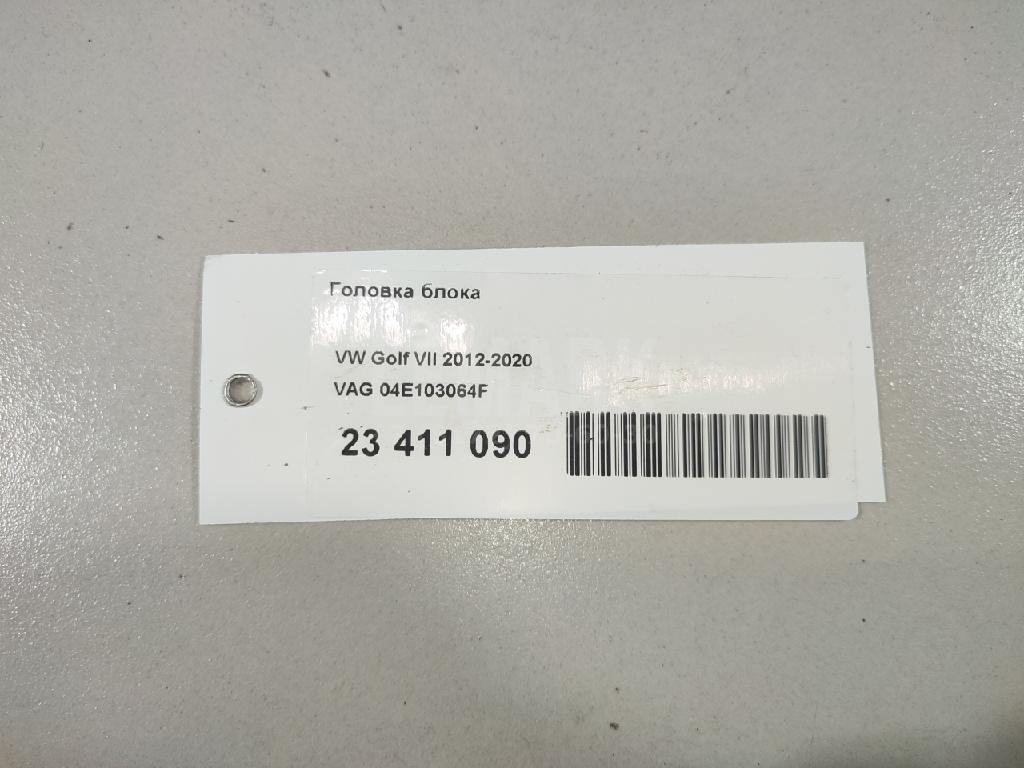 Головка блока
VW Golf VII 2012-2020
VAG 04E103064F
23 411 090